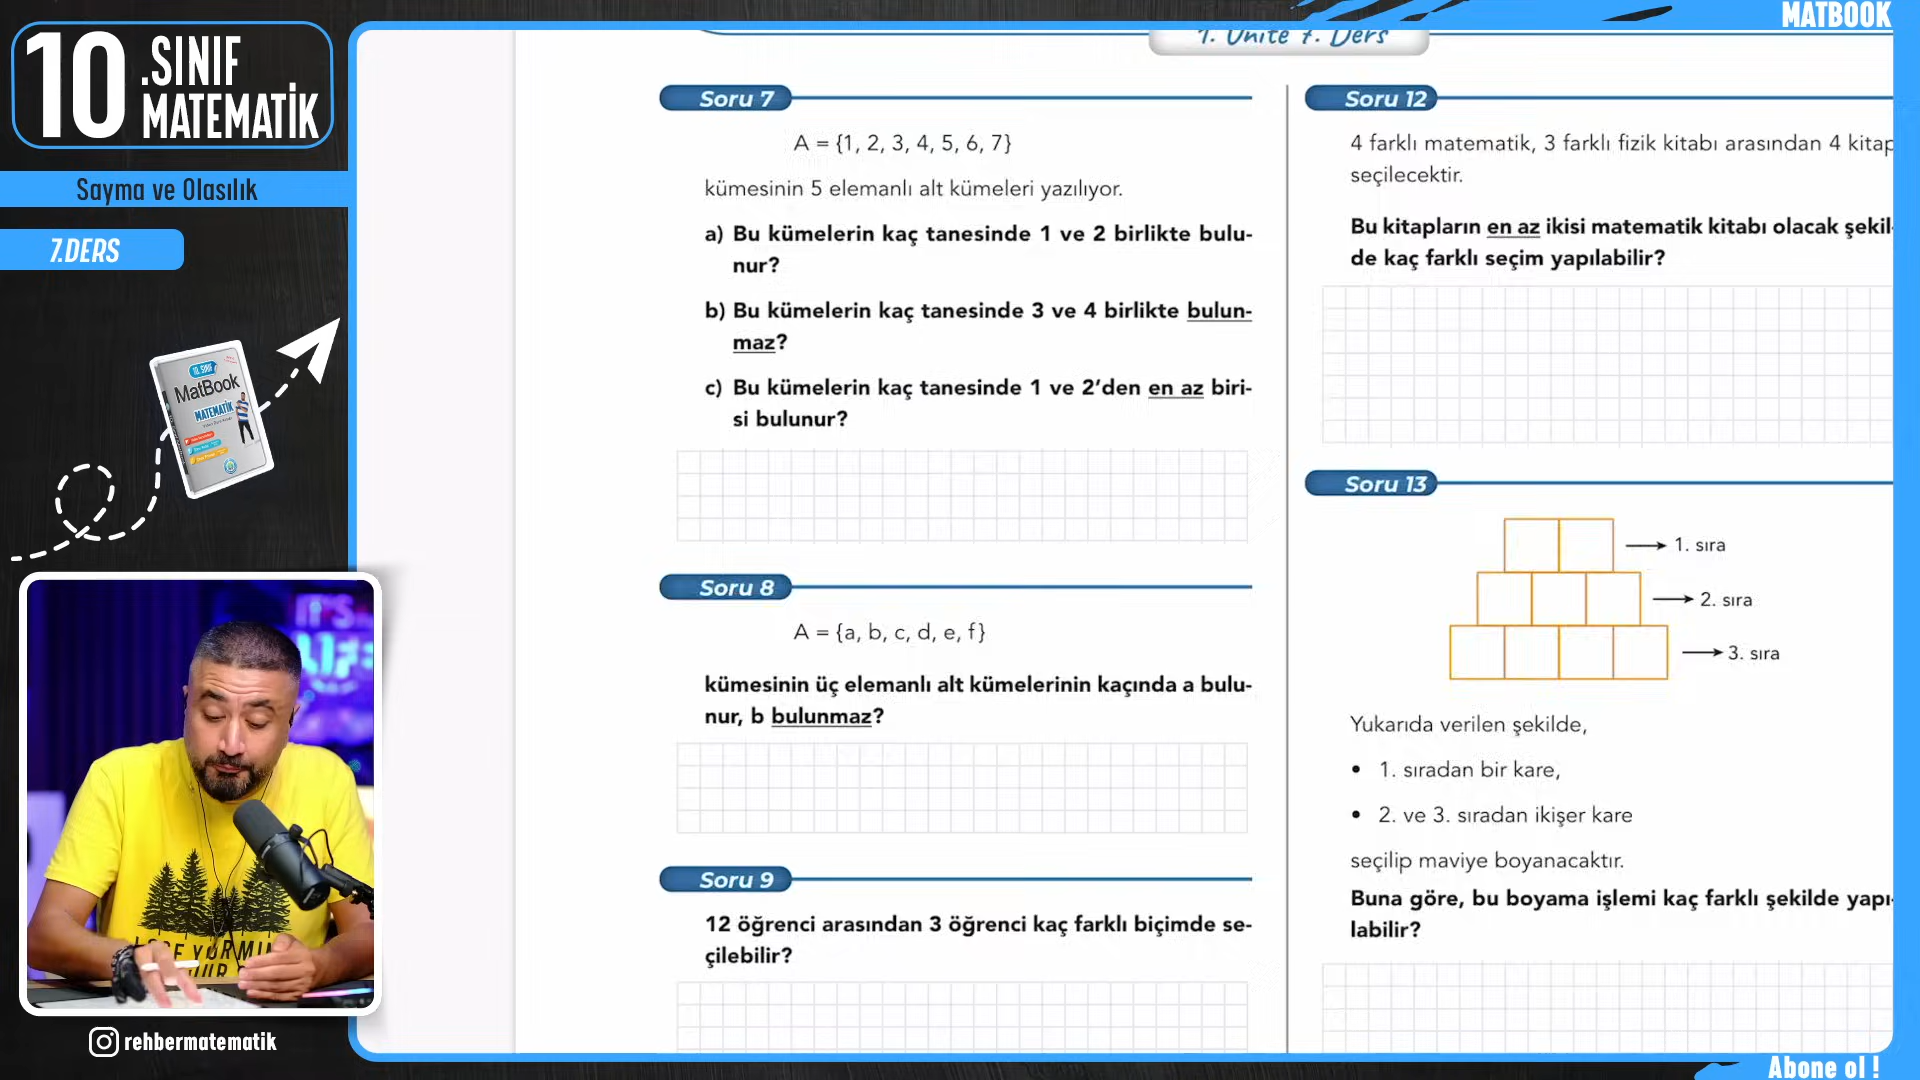 10
.SINIF
MATEMATİK
Sayma ve Olasılık
7.DERS
10. SINIF
MatBook
MATEMATİK
rehbermatematik
MATBOOK
1. Ünite 7. Ders
Soru 7
A = {1, 2, 3, 4, 5, 6, 7}
kümesinin 5 elemanlı alt kümeleri yazılıyor.
a) Bu kümelerin kaç tanesinde 1 ve 2 birlikte bulu-
nur?
b) Bu kümelerin kaç tanesinde 3 ve 4 birlikte bulun-
maz?
c) Bu kümelerin kaç tanesinde 1 ve 2'den en az biri-
si bulunur?
Soru 8
A = {a, b, c, d, e, f}
kümesinin üç elemanlı alt kümelerinin kaçında a bulu-
nur, b bulunmaz?
Soru 9
12 öğrenci arasından 3 öğrenci kaç farklı biçimde se-
çilebilir?
Soru 12
4 farklı matematik, 3 farklı fizik kitabı arasından 4 kitap
seçilecektir.
Bu kitapların en az ikisi matematik kitabı olacak şekil-
de kaç farklı seçim yapılabilir?
Soru 13
1. sıra
2. sıra
3. sıra
Yukarıda verilen şekilde,
• 1. sıradan bir kare,
• 2. ve 3. sıradan ikişer kare
seçilip maviye boyanacaktır.
Buna göre, bu boyama işlemi kaç farklı şekilde yapı-
labilir?
Abone ol !